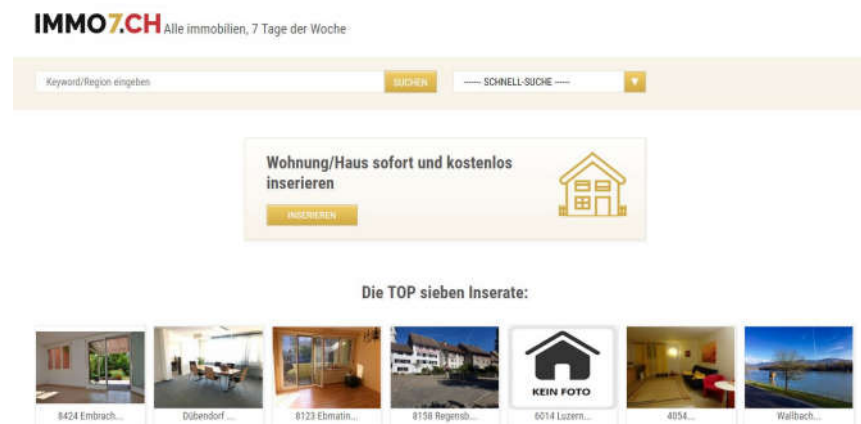 IMMO7.CH Alle immobilien, 7 Tage der Woche
Keyword/Region eingeben
SUCHEN
------ SCHNELL-SUCHE ------
Wohnung/Haus sofort und kostenlos
inserieren
INSERIEREN
Die TOP sieben Inserate:
KEIN FOTO
8424 Embrach...
Dübendorf ...
8123 Ebmatin...
8158 Regensb...
6014 Luzern...
4054...
Wallbach...